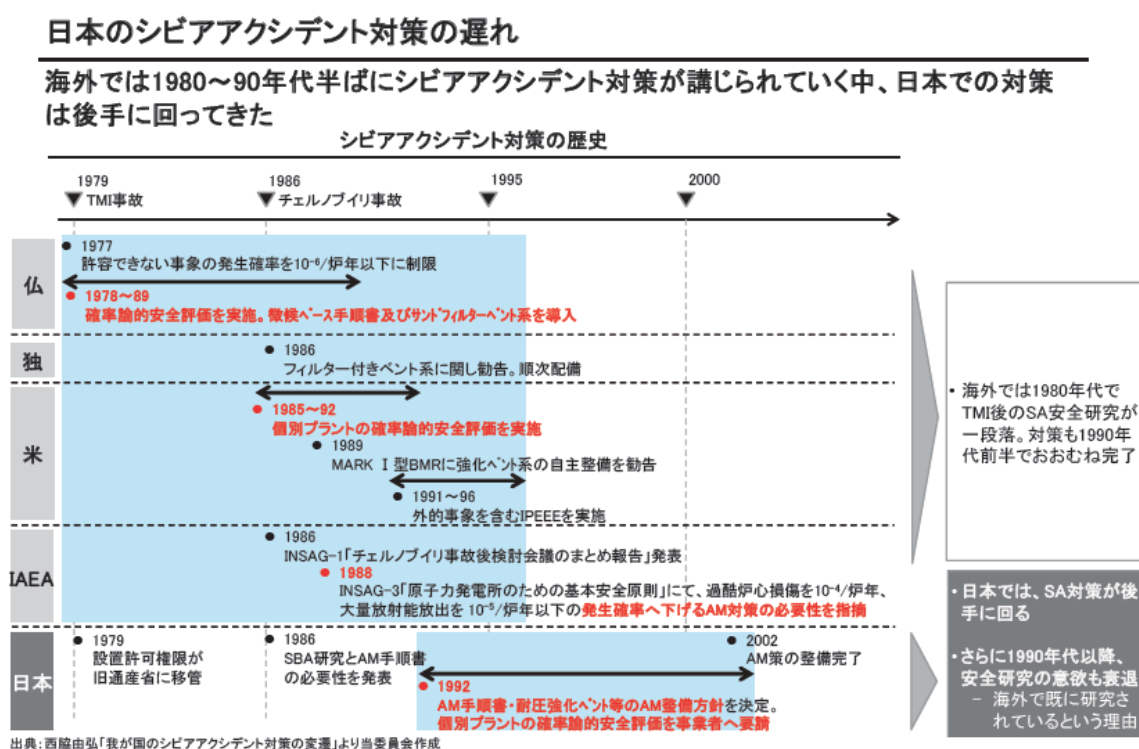 日本のシビアアクシデント対策の遅れ
海外では1980～90年代半ばにシビアアクシデント対策が講じられていく中、日本での対策
は後手に回ってきた
シビアアクシデント対策の歴史
1979
▼ TMI事故
1986
▼ チェルノブイリ事故
1995
▼
2000
▼
仏
• 1977
許容できない事象の発生確率を10⁻⁶/炉年以下に制限
• 1978～89
確率論的安全評価を実施。徴候ベース手順書及びサンドフィルターベント系を導入
独
• 1986
フィルター付きベント系に関し勧告。順次配備
米
• 1985～92
個別プラントの確率論的安全評価を実施
• 1989
MARK Ⅰ型BMRに強化ベント系の自主整備を勧告
• 1991～96
外的事象を含むIPEEEを実施
IAEA
• 1986
INSAG-1「チェルノブイリ事故後検討会議のまとめ報告」発表
• 1988
INSAG-3「原子力発電所のための基本安全原則」にて、過酷炉心損傷を10⁻⁴/炉年、
大量放射能放出を10⁻⁵/炉年以下の発生確率へ下げるAM対策の必要性を指摘
日本
• 1979
設置許可権限が
旧通産省に移管
• 1986
SBA研究とAM手順書
の必要性を発表
• 1992
AM手順書・耐圧強化ベント等のAM整備方針を決定。
個別プラントの確率論的安全評価を事業者へ要請
• 2002
AM策の整備完了
• 海外では1980年代で
TMI後のSA安全研究が
一段落。対策も1990年
代前半でおおむね完了
• 日本では、SA対策が後
手に回る
• さらに1990年代以降、
安全研究の意欲も衰退
− 海外で既に研究さ
れているという理由
出典：西脇由弘「我が国のシビアアクシデント対策の変遷」より当委員会作成